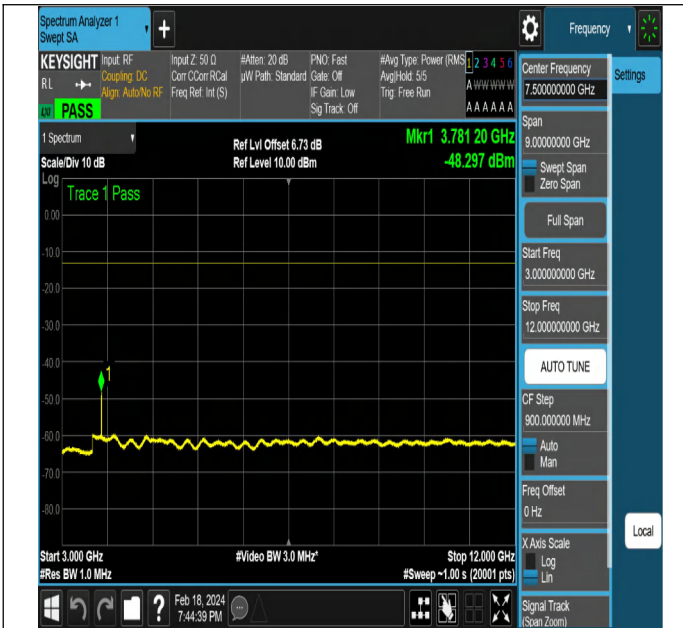 Spectrum Analyzer 1
Swept SA
Frequency
KEYSIGHT
RL
LXI
PASS
Input: RF
Coupling: DC
Align: Auto/No RF
Input Z: 50 Ω
Corr CCorr RCal
Freq Ref: Int (S)
#Atten: 20 dB
µW Path: Standard
PNO: Fast
Gate: Off
IF Gain: Low
Sig Track: Off
#Avg Type: Power (RMS
Avg|Hold: 5/5
Trig: Free Run
1 2 3 4 5 6
A W W W W W
A A A A A A
Center Frequency
7.500000000 GHz
Settings
Span
9.00000000 GHz
Swept Span
Zero Span
Full Span
Start Freq
3.000000000 GHz
Stop Freq
12.000000000 GHz
AUTO TUNE
CF Step
900.000000 MHz
Auto
Man
Freq Offset
0 Hz
X Axis Scale
Log
Lin
Signal Track
(Span Zoom)
Local
1 Spectrum
Scale/Div 10 dB
Log
Ref Lvl Offset 6.73 dB
Ref Level 10.00 dBm
Mkr1 3.781 20 GHz
-48.297 dBm
Trace 1 Pass
0.00
-10.0
-20.0
-30.0
-40.0
-50.0
-60.0
-70.0
-80.0
1
Start 3.000 GHz
#Res BW 1.0 MHz
#Video BW 3.0 MHz*
Stop 12.000 GHz
#Sweep ~1.00 s (20001 pts)
?
Feb 18, 2024
7:44:39 PM